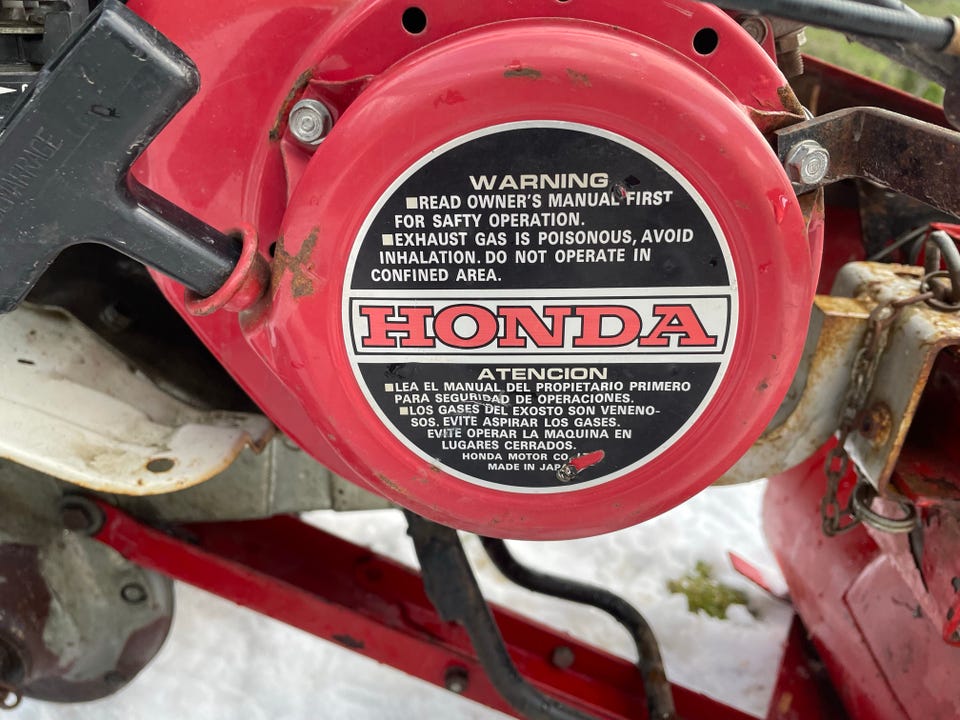 WARNING
■READ OWNER'S MANUAL FIRST
FOR SAFTY OPERATION.
■EXHAUST GAS IS POISONOUS, AVOID
INHALATION. DO NOT OPERATE IN
CONFINED AREA.
HONDA
ATENCION
■LEA EL MANUAL DEL PROPIETARIO PRIMERO
PARA SEGURIDAD DE OPERACIONES.
■LOS GASES DEL EXOSTO SON VENENO-
SOS. EVITE ASPIRAR LOS GASES.
EVITE OPERAR LA MAQUINA EN
LUGARES CERRADOS.
HONDA MOTOR CO.
MADE IN JAPA